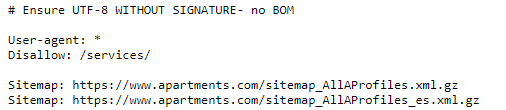 # Ensure UTF-8 WITHOUT SIGNATURE- no BOM
User-agent: *
Disallow: /services/
Sitemap: https://www.apartments.com/sitemap_AllAProfiles.xml.gz
Sitemap: https://www.apartments.com/sitemap_AllAProfiles_es.xml.gz